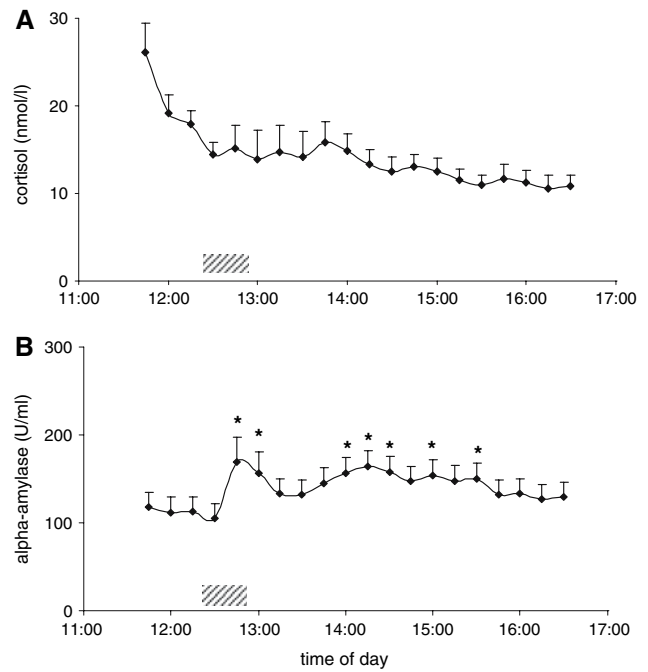 A
30
20
10
0
cortisol (nmol/l)
11:00 12:00 13:00 14:00 15:00 16:00 17:00
B
300
200
100
0
alpha-amylase (U/ml)
* * * * * * *
11:00 12:00 13:00 14:00 15:00 16:00 17:00
time of day